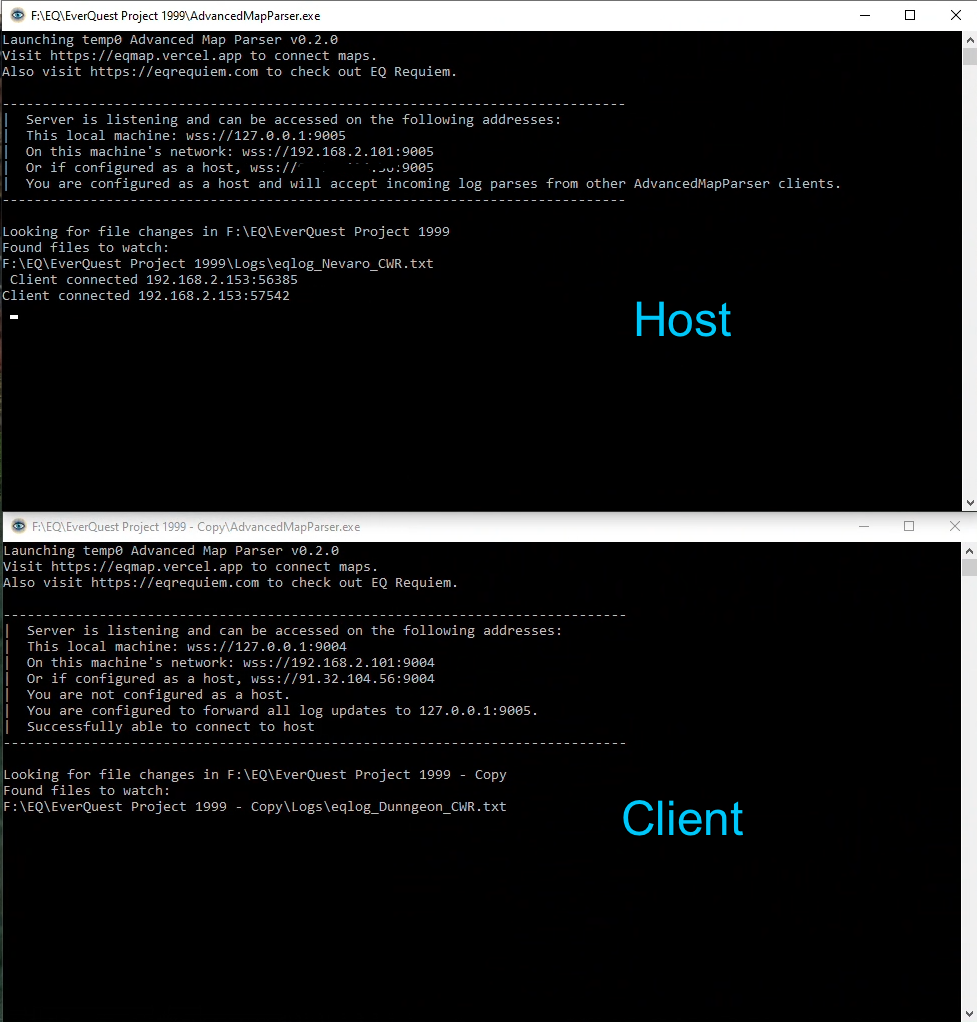 F:\EQ\EverQuest Project 1999\AdvancedMapParser.exe
Launching temp0 Advanced Map Parser v0.2.0
Visit https://eqmap.vercel.app to connect maps.
Also visit https://eqrequiem.com to check out EQ Requiem.
------------------------------------------------------------------------------
|  Server is listening and can be accessed on the following addresses:
|  This local machine: wss://127.0.0.1:9005
|  On this machine's network: wss://192.168.2.101:9005
|  Or if configured as a host, wss:// :9005
|  You are configured as a host and will accept incoming log parses from other AdvancedMapParser clients.
------------------------------------------------------------------------------
Looking for file changes in F:\EQ\EverQuest Project 1999
Found files to watch:
F:\EQ\EverQuest Project 1999\Logs\eqlog_Nevaro_CWR.txt
Client connected 192.168.2.153:56385
Client connected 192.168.2.153:57542
Host
F:\EQ\EverQuest Project 1999 - Copy\AdvancedMapParser.exe
Launching temp0 Advanced Map Parser v0.2.0
Visit https://eqmap.vercel.app to connect maps.
Also visit https://eqrequiem.com to check out EQ Requiem.
------------------------------------------------------------------------------
|  Server is listening and can be accessed on the following addresses:
|  This local machine: wss://127.0.0.1:9004
|  On this machine's network: wss://192.168.2.101:9004
|  Or if configured as a host, wss://91.32.104.56:9004
|  You are not configured as a host.
|  You are configured to forward all log updates to 127.0.0.1:9005.
|  Successfully able to connect to host
------------------------------------------------------------------------------
Looking for file changes in F:\EQ\EverQuest Project 1999 - Copy
Found files to watch:
F:\EQ\EverQuest Project 1999 - Copy\Logs\eqlog_Dunngeon_CWR.txt
Client